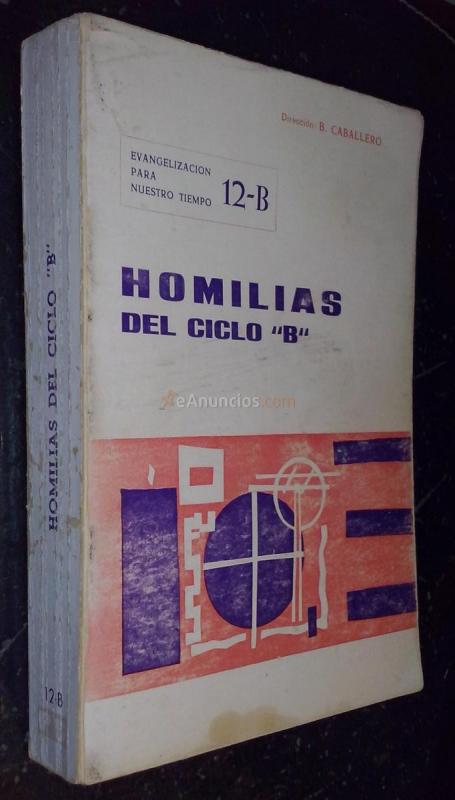 Dirección: B. CABALLERO
EVANGELIZACION
PARA
NUESTRO TIEMPO
12-B
HOMILIAS
DEL CICLO "B"
eAnuncios.com
HOMILIAS DEL CICLO "B"
12-B